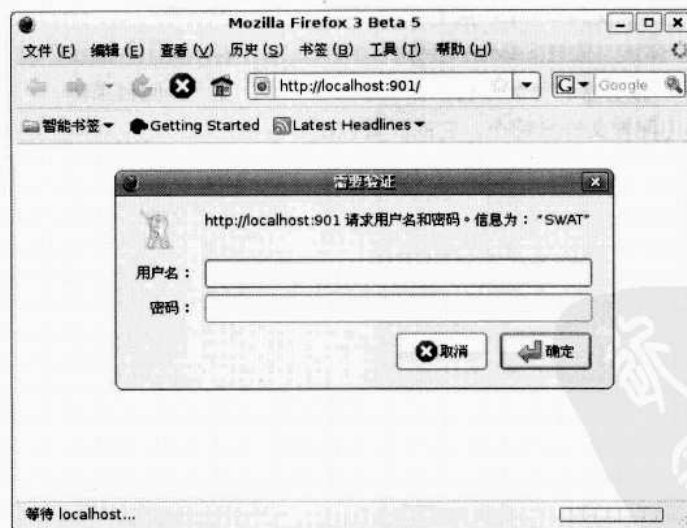 Mozilla Firefox 3 Beta 5
文件 (F) 编辑 (E) 查看 (V) 历史 (S) 书签 (B) 工具 (T) 帮助 (H)
http://localhost:901/ G Google
智能书签 Getting Started Latest Headlines
需要验证
http://localhost:901 请求用户名和密码。信息为： "SWAT"
用户名：
密码：
取消 确定
等待 localhost...